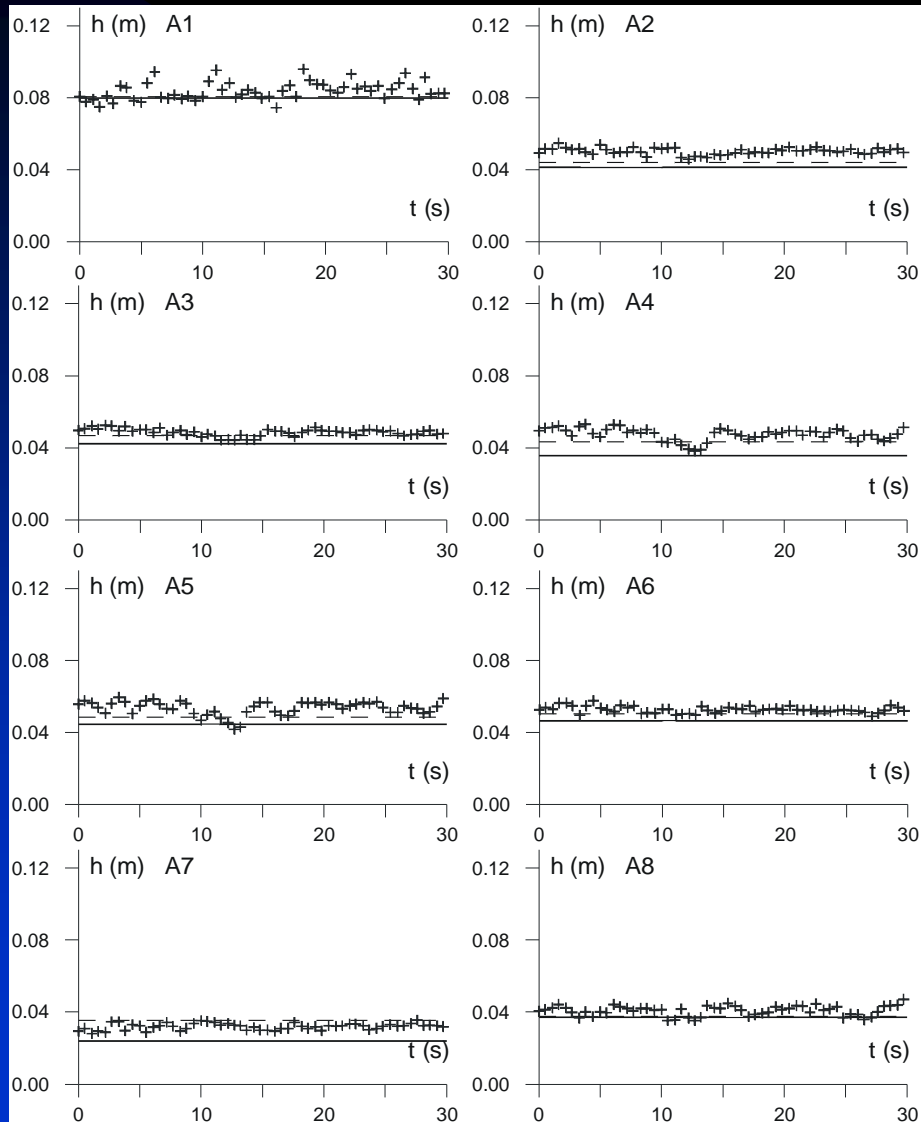 0.12 h (m) A1
0.08
0.04
t (s)
0.00
0 10 20 30
0.12 h (m) A2
0.08
0.04
t (s)
0.00
0 10 20 30
0.12 h (m) A3
0.08
0.04
t (s)
0.00
0 10 20 30
0.12 h (m) A4
0.08
0.04
t (s)
0.00
0 10 20 30
0.12 h (m) A5
0.08
0.04
t (s)
0.00
0 10 20 30
0.12 h (m) A6
0.08
0.04
t (s)
0.00
0 10 20 30
0.12 h (m) A7
0.08
0.04
t (s)
0.00
0 10 20 30
0.12 h (m) A8
0.08
0.04
t (s)
0.00
0 10 20 30